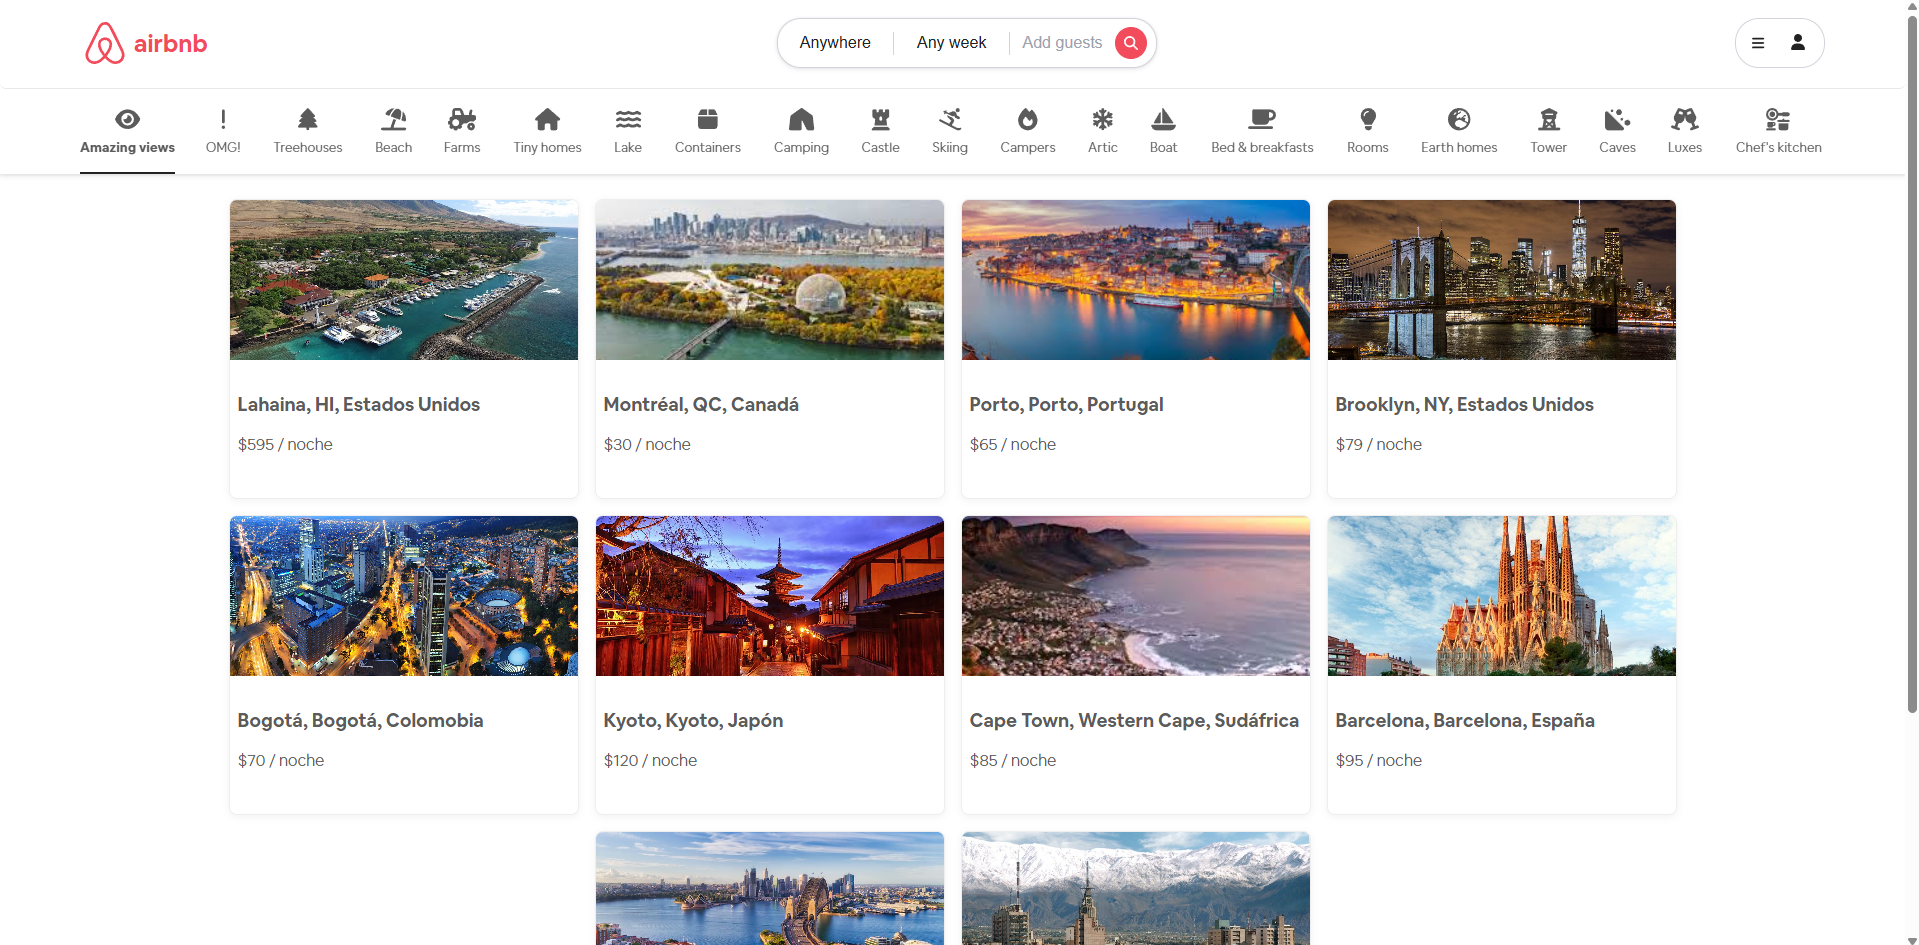 airbnb
Anywhere
Any week
Add guests
Amazing views
OMG!
Treehouses
Beach
Farms
Tiny homes
Lake
Containers
Camping
Castle
Skiing
Campers
Artic
Boat
Bed & breakfasts
Rooms
Earth homes
Tower
Caves
Luxes
Chef's kitchen
Lahaina, HI, Estados Unidos
$595 / noche
Montréal, QC, Canadá
$30 / noche
Porto, Porto, Portugal
$65 / noche
Brooklyn, NY, Estados Unidos
$79 / noche
Bogotá, Bogotá, Colomobia
$70 / noche
Kyoto, Kyoto, Japón
$120 / noche
Cape Town, Western Cape, Sudáfrica
$85 / noche
Barcelona, Barcelona, España
$95 / noche